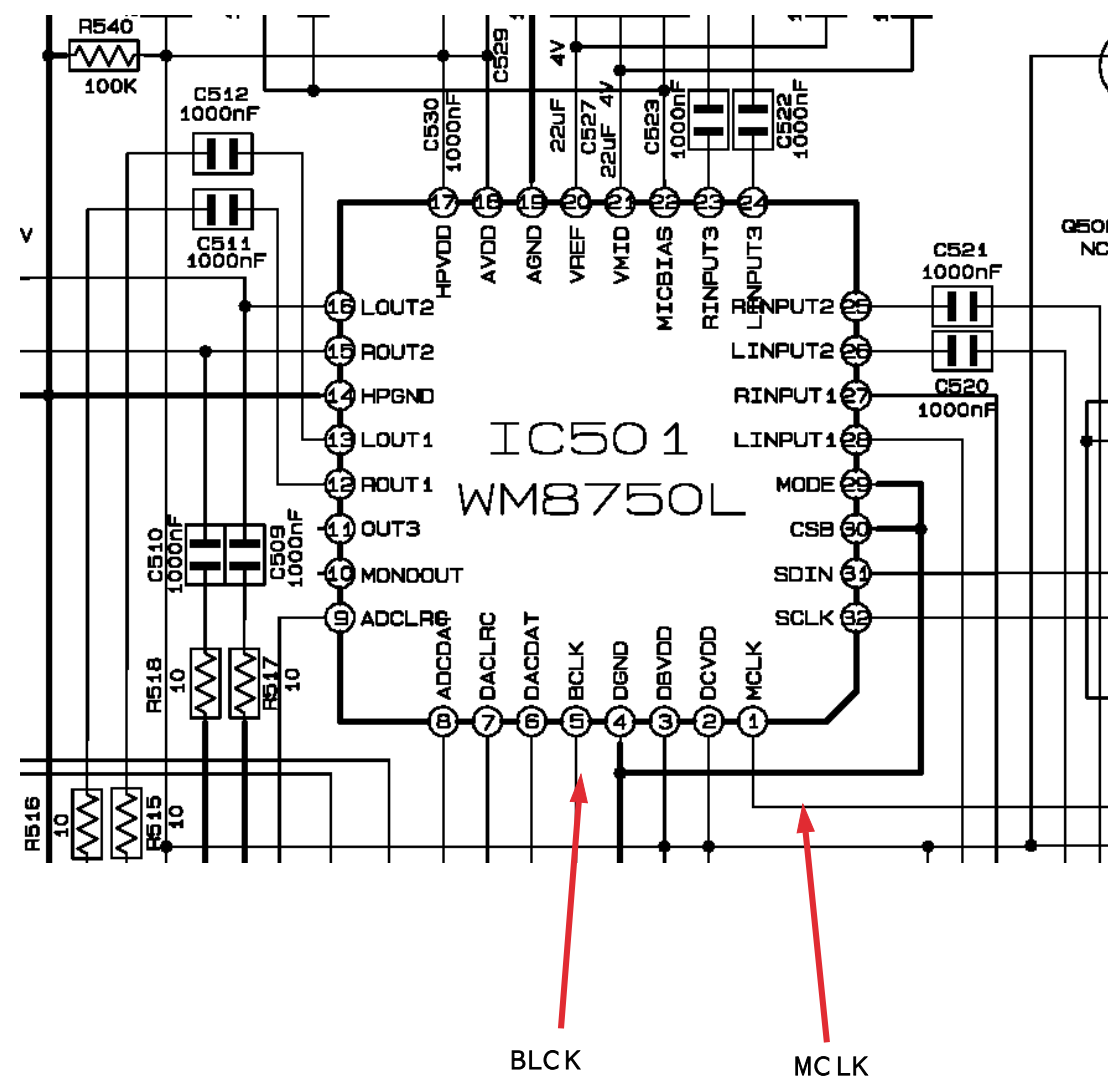 R540
100K
C512
1000nF
C511
1000nF
C530
1000nF
C529
4V
22uF
C527
4V
22uF
C523
1000nF
C522
1000nF
V
17 18 19 20 21 22 23 24
HPVDD AVDD AGND VREF VMID MICBIAS RINPUT3 LINPUT3
C521
1000nF
C520
1000nF
NC
16 LOUT2
15 ROUT2
14 HPGND
13 LOUT1
12 ROUT1
11 OUT3
10 MONOOUT
9 ADCLRC
RINPUT2 25
LINPUT2 26
RINPUT1 27
LINPUT1 28
MODE 29
CSB 30
SDIN 31
SCLK 32
IC501
WM8750L
C510
1000nF
C509
1000nF
ADCDAT DACLRC DACDAT BCLK DGND DBVDD DCVDD MCLK
8 7 6 5 4 3 2 1
R518
10
R517
10
R516
10
R515
10
BLCK
MCLK